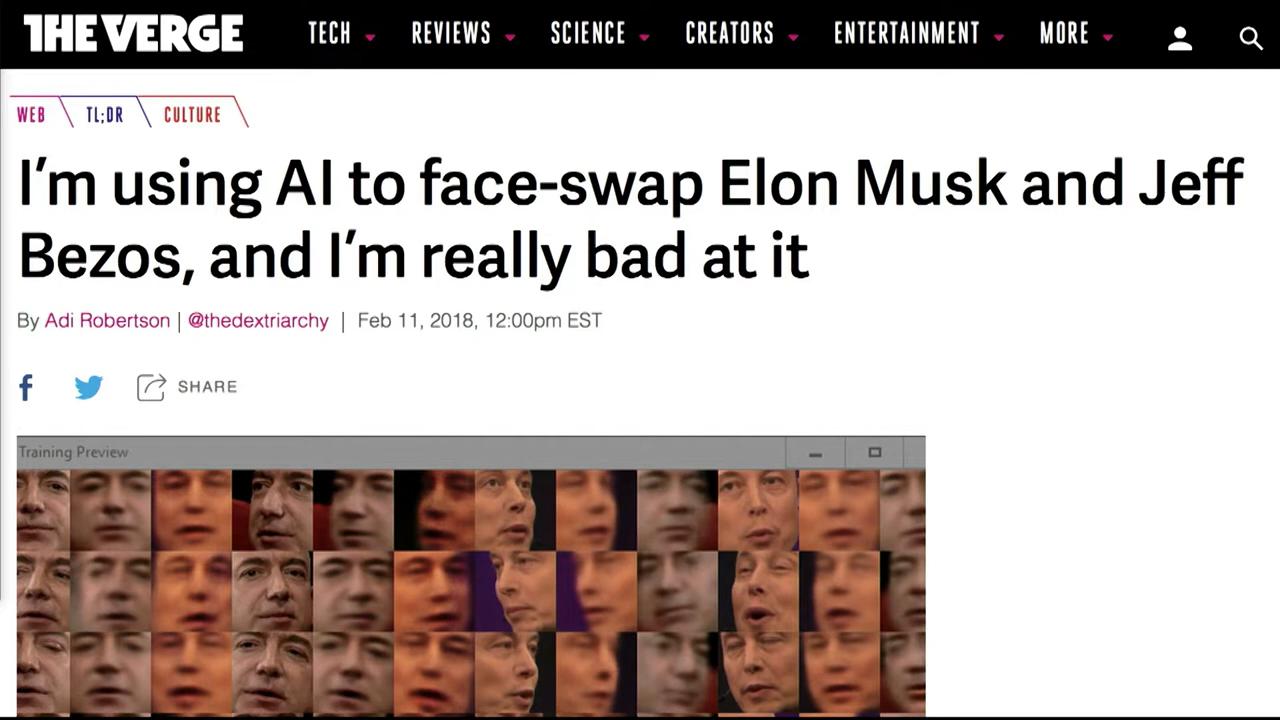 THE VERGE
TECH REVIEWS SCIENCE CREATORS ENTERTAINMENT MORE
WEB TL;DR CULTURE
I’m using AI to face-swap Elon Musk and Jeff
Bezos, and I’m really bad at it
By Adi Robertson | @thedextriarchy | Feb 11, 2018, 12:00pm EST
f SHARE
Training Preview